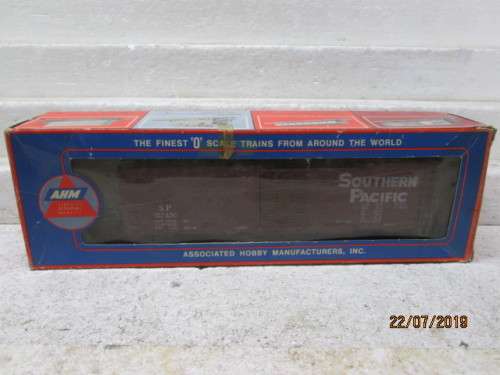 THE FINEST "O" SCALE TRAINS FROM AROUND THE WORLD
AHM
SP
SOUTHERN
PACIFIC
ASSOCIATED HOBBY MANUFACTURERS, INC.
22/07/2019